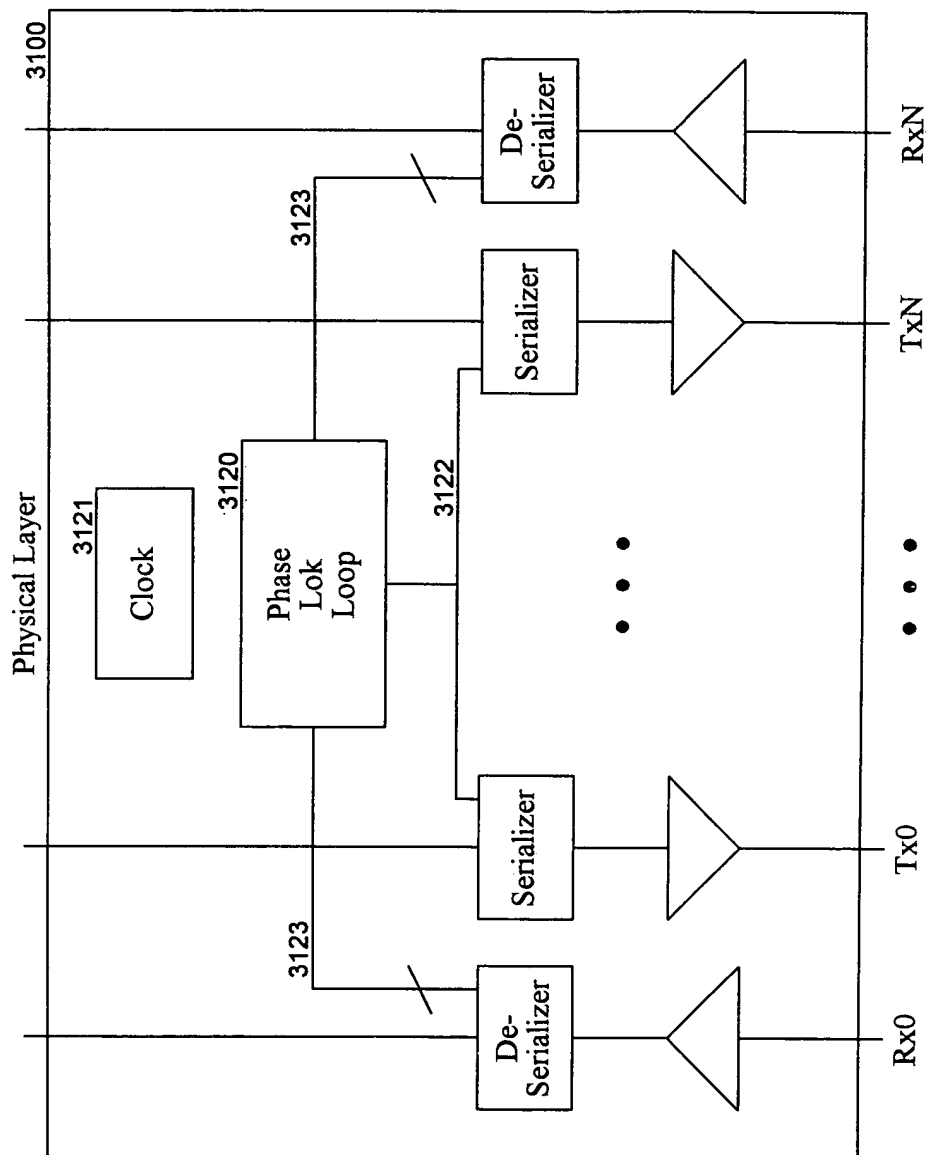 Physical Layer
3100
3121
Clock
3120
Phase
Lok
Loop
3123
3123
3122
De-
Serializer
Serializer
Serializer
De-
Serializer
Rx0
Tx0
TxN
RxN